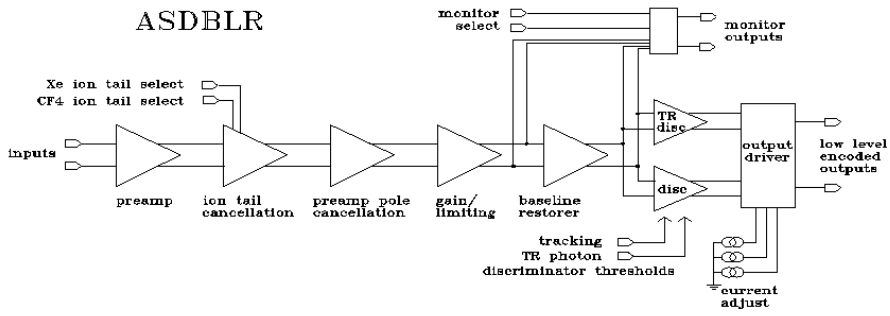 ASDBLR
monitor
select
monitor
outputs
Xe ion tail select
CF4 ion tail select
inputs
preamp
ion tail
cancellation
preamp pole
cancellation
gain/
limiting
baseline
restorer
TR
disc
disc
output
driver
low level
encoded
outputs
tracking
TR photon
discriminator thresholds
current
adjust